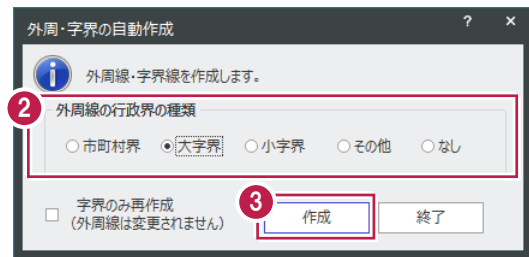 外周・字界の自動作成 ? ×
外周線・字界線を作成します。
2
外周線の行政界の種類
市町村界 大字界 小字界 その他 なし
3
字界のみ再作成
(外周線は変更されません)
作成 終了